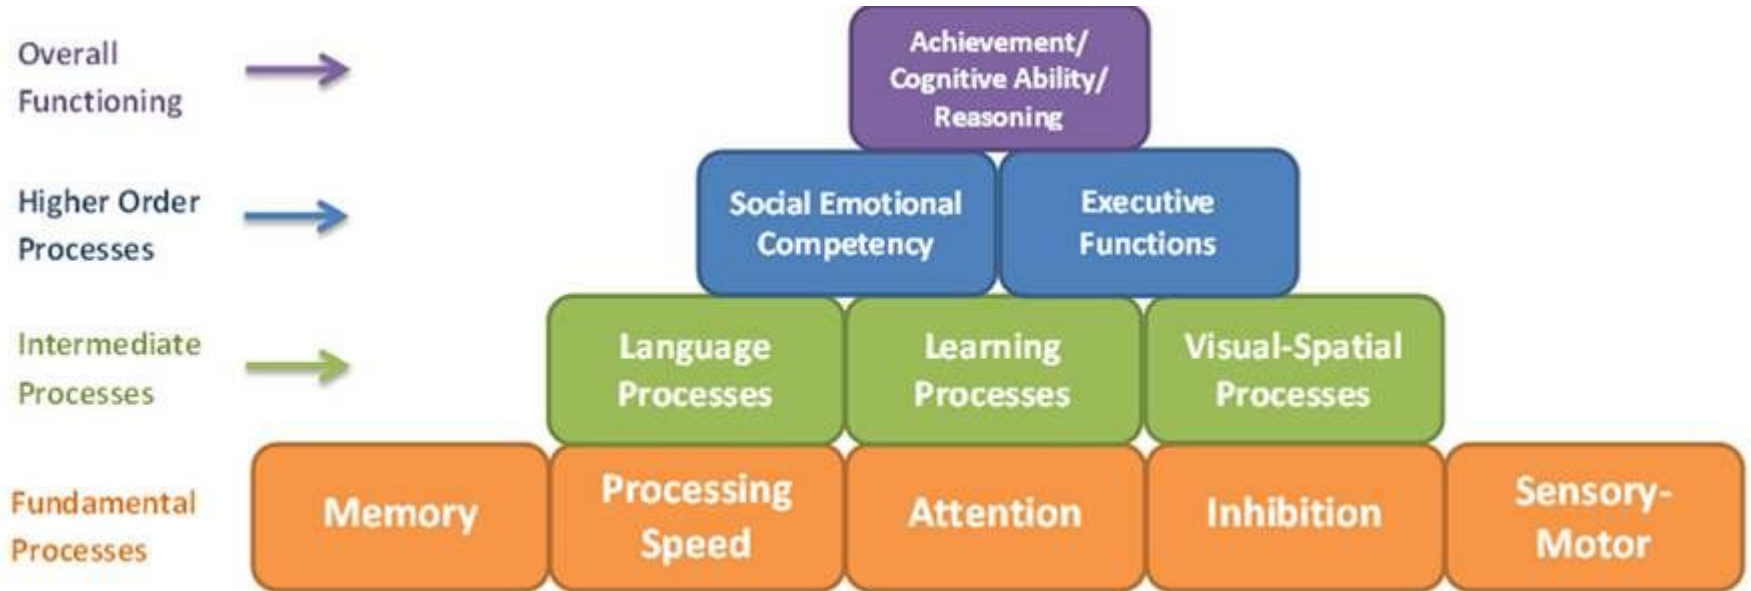 Overall
Functioning
Achievement/
Cognitive Ability/
Reasoning
Higher Order
Processes
Social Emotional
Competency
Executive
Functions
Intermediate
Processes
Language
Processes
Learning
Processes
Visual-Spatial
Processes
Fundamental
Processes
Memory
Processing
Speed
Attention
Inhibition
Sensory-
Motor